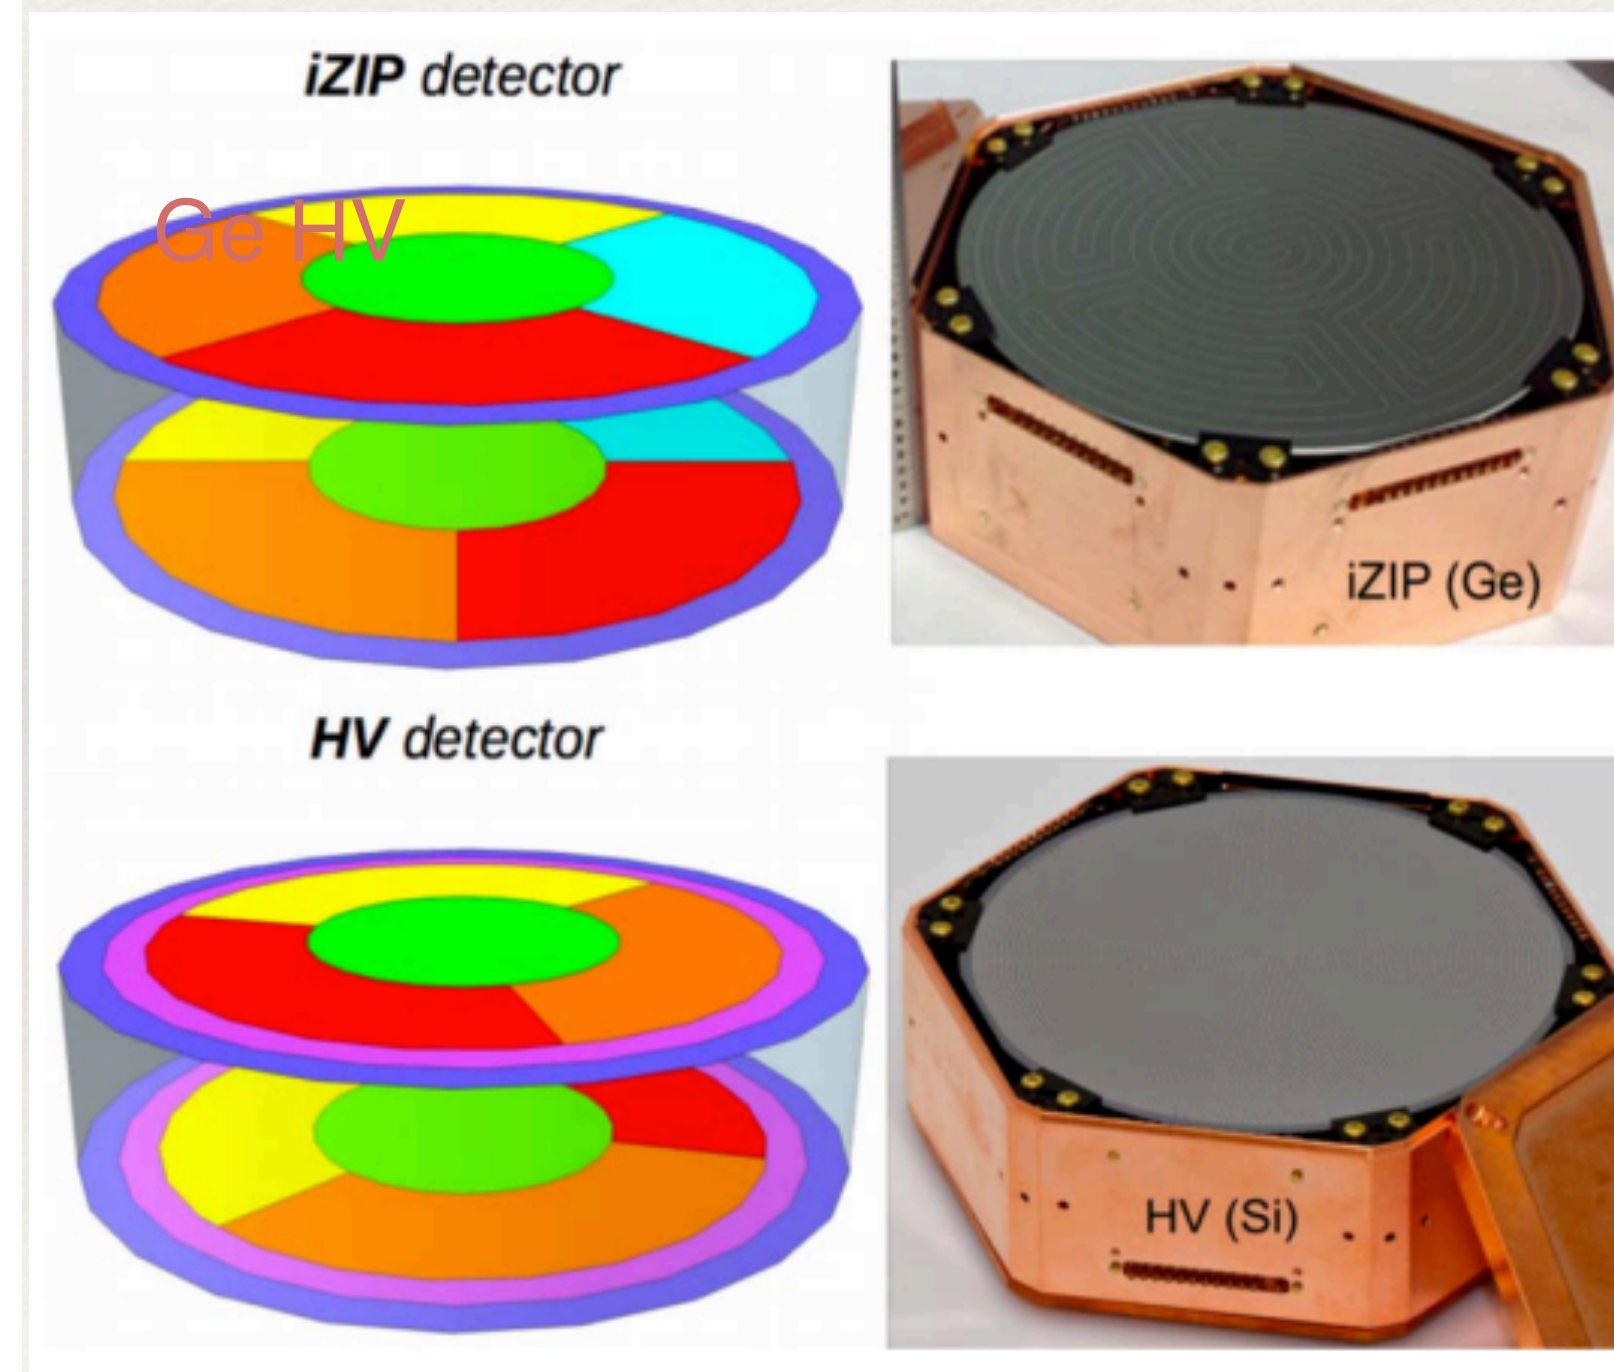 iZIP detector
Ge HV
iZIP (Ge)
HV detector
HV (Si)